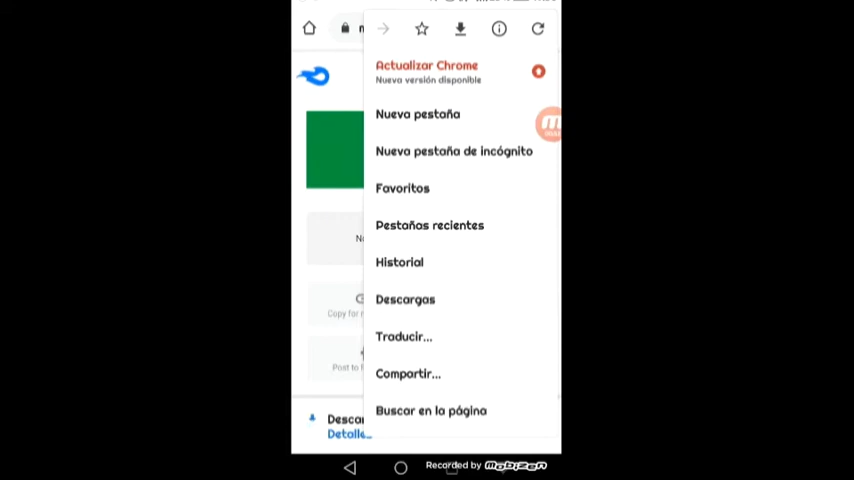 Actualizar Chrome
Nueva versión disponible
Nueva pestaña
Nueva pestaña de incógnito
Favoritos
Pestañas recientes
Historial
Descargas
Traducir...
Compartir...
Buscar en la página
Copy for
Post to
Detalle
Recorded by mobizen